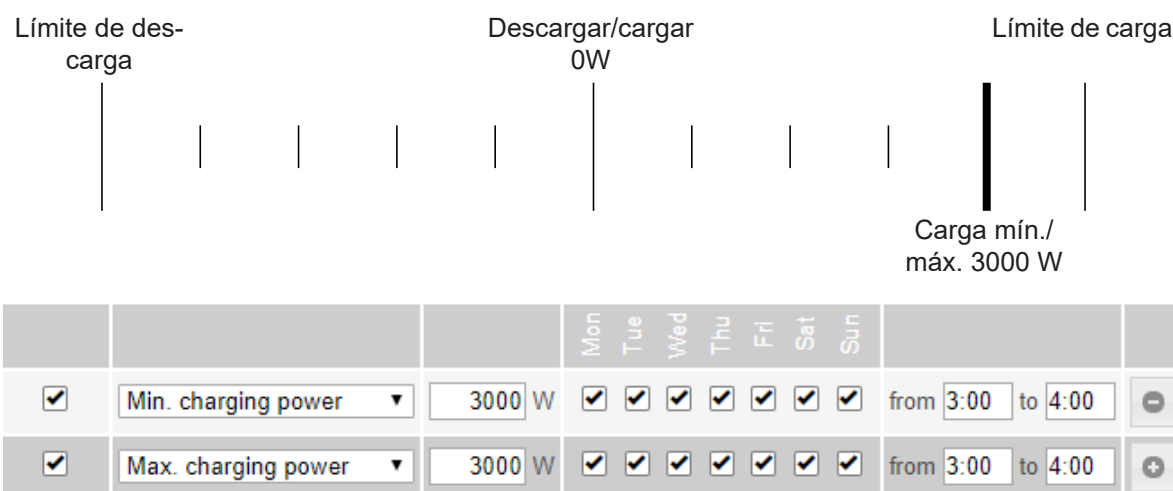 Límite de des-
carga
Descargar/cargar
0W
Límite de carga
Carga mín./
máx. 3000 W
Mon Tue Wed Thu Fri Sat Sun
Min. charging power 3000 W from 3:00 to 4:00
Max. charging power 3000 W from 3:00 to 4:00